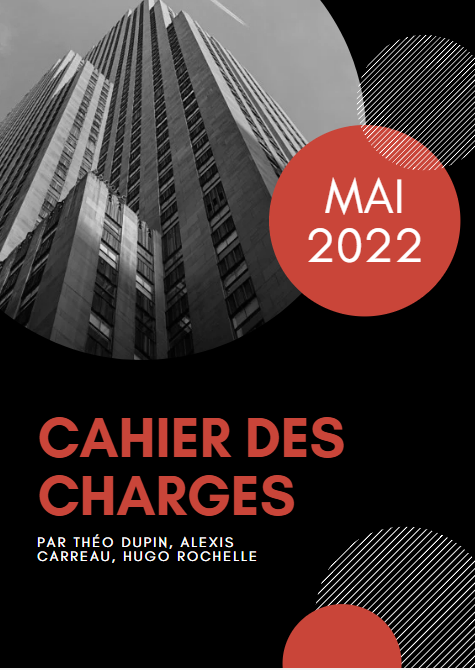 MAI
2022
CAHIER DES
CHARGES
PAR THÉO DUPIN, ALEXIS
CARREAU, HUGO ROCHELLE